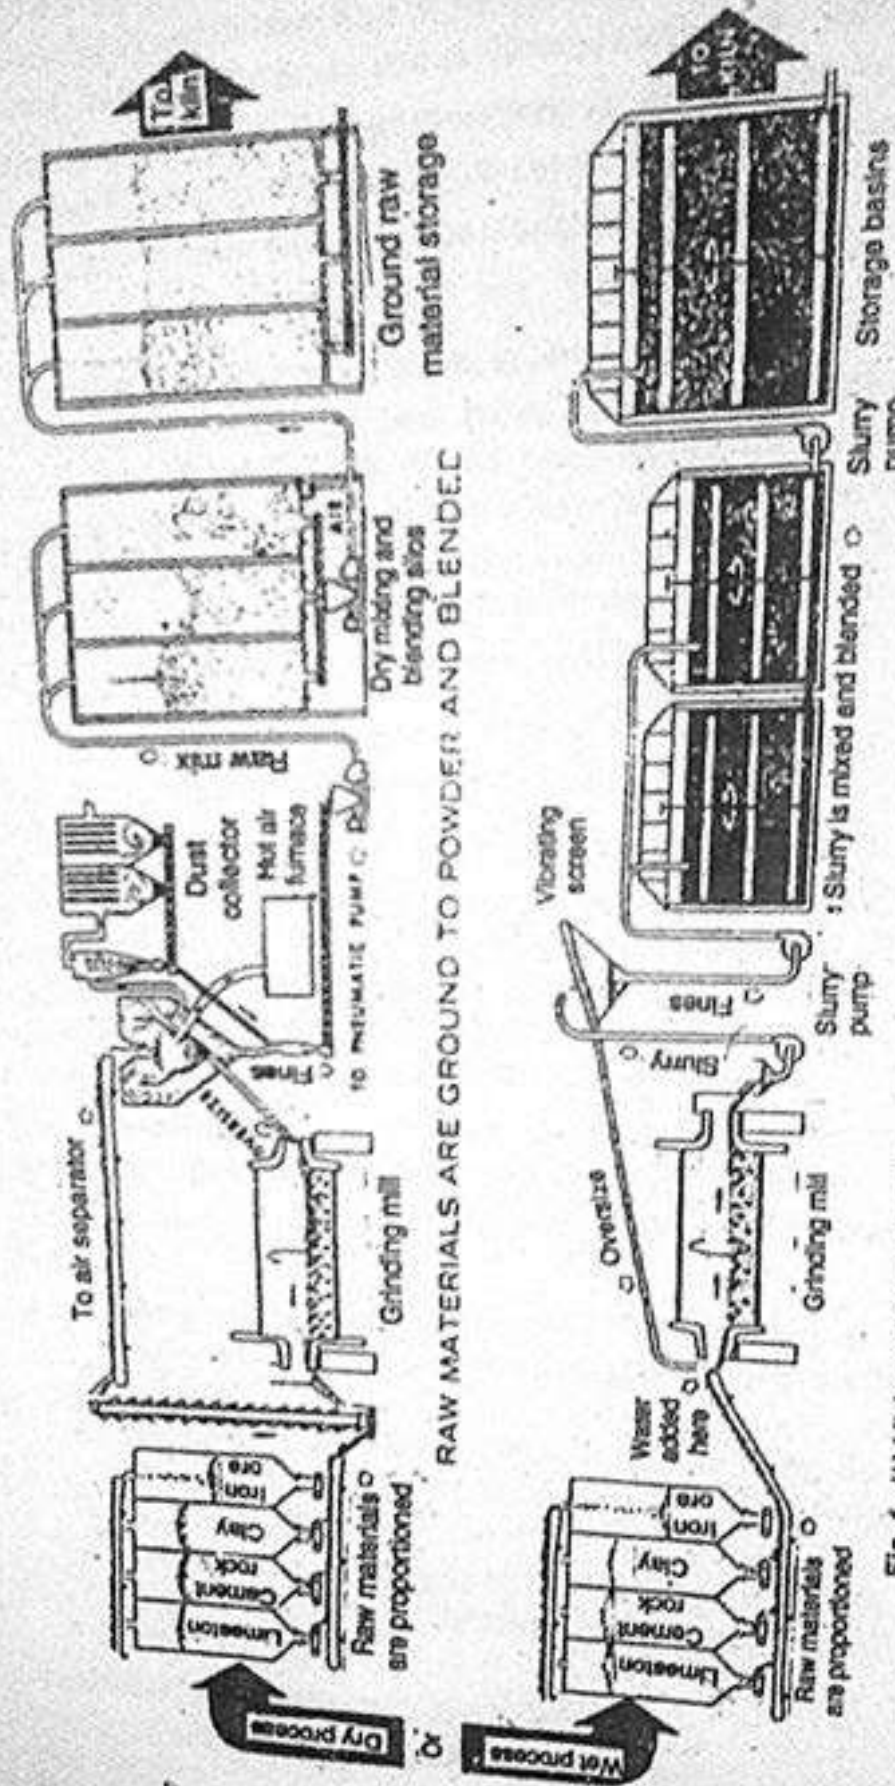 Dry process
Limeston
Cement
rock
Clay
Iron
ore
Raw materials
are proportioned
To air separator
Grinding mill
OVERSIZE
Fines
Dust
collector
Hot air
furnace
TO PNEUMATIC PUMP
Raw mix
AIR
Dry mixing and
blending silos
Ground raw
material storage
To
kiln
RAW MATERIALS ARE GROUND TO POWDER AND BLENDED
Wet process
Limeston
Cement
rock
Clay
Iron
ore
Raw materials
are proportioned
Water
added
here
Oversize
Grinding mill
Slurry
Vibrating
screen
Fines
Slurry
pump
Slurry is mixed and blended
Slurry
Storage basins
TO
KILN